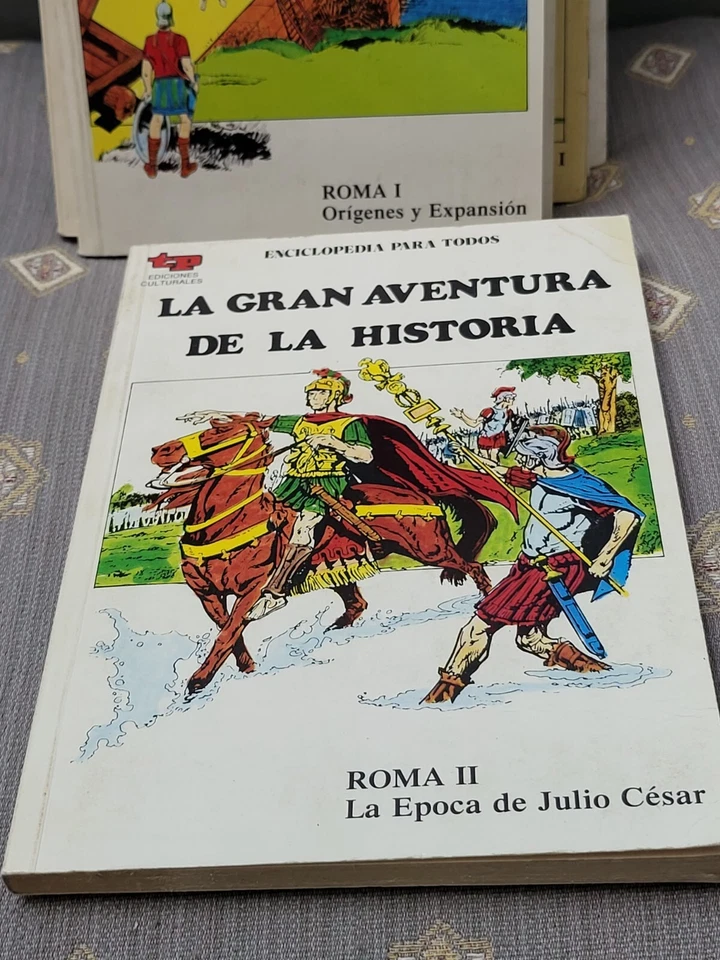 ROMA I
Orígenes y Expansión
I
tp
EDICIONES
CULTURALES
ENCICLOPEDIA PARA TODOS
LA GRAN AVENTURA
DE LA HISTORIA
ROMA II
La Epoca de Julio César